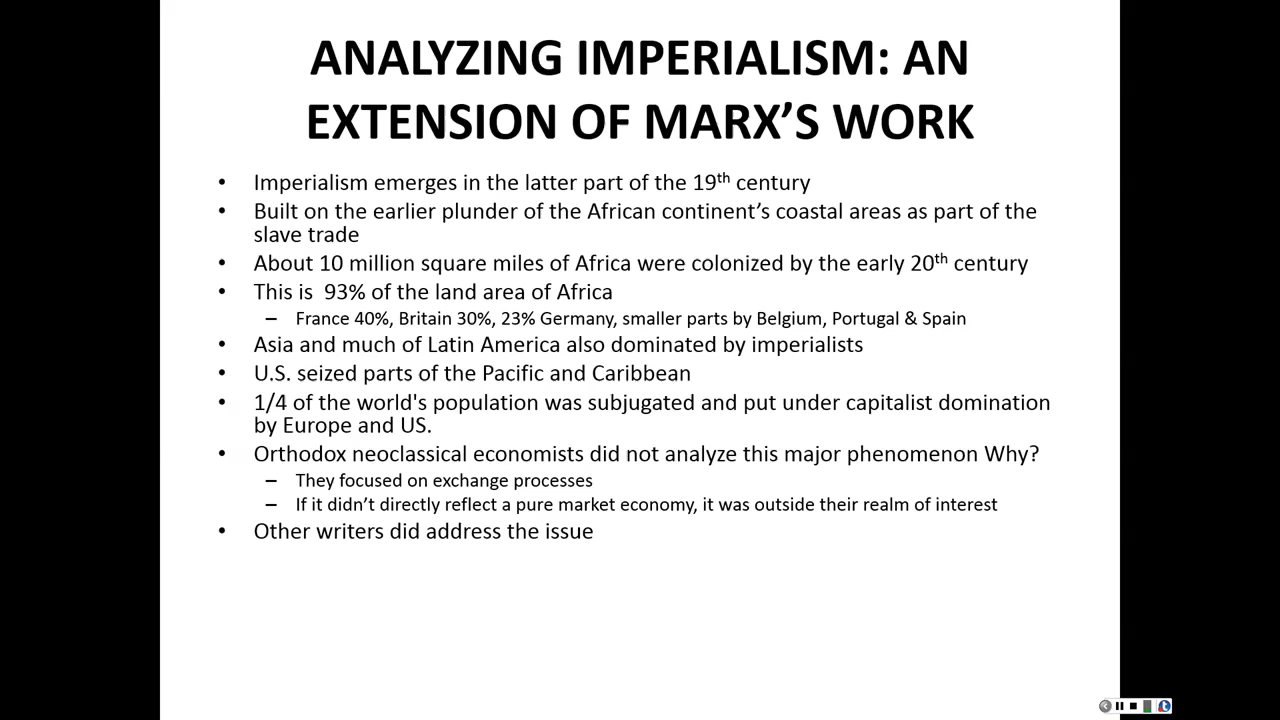 ANALYZING IMPERIALISM: AN
EXTENSION OF MARX’S WORK
• Imperialism emerges in the latter part of the 19th century
• Built on the earlier plunder of the African continent’s coastal areas as part of the
slave trade
• About 10 million square miles of Africa were colonized by the early 20th century
• This is  93% of the land area of Africa
– France 40%, Britain 30%, 23% Germany, smaller parts by Belgium, Portugal & Spain
• Asia and much of Latin America also dominated by imperialists
• U.S. seized parts of the Pacific and Caribbean
• 1/4 of the world's population was subjugated and put under capitalist domination
by Europe and US.
• Orthodox neoclassical economists did not analyze this major phenomenon Why?
– They focused on exchange processes
– If it didn’t directly reflect a pure market economy, it was outside their realm of interest
• Other writers did address the issue